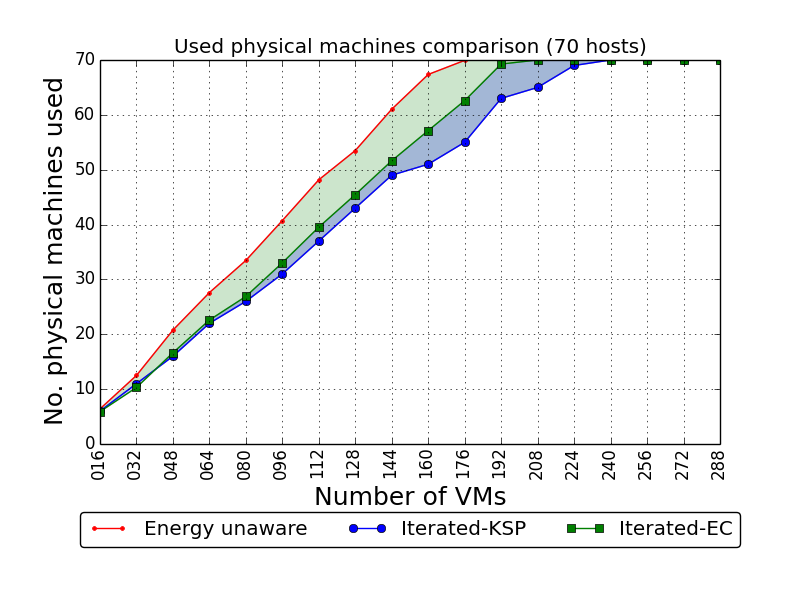 Used physical machines comparison (70 hosts)
No. physical machines used
70
60
50
40
30
20
10
0
016 032 048 064 080 096 112 128 144 160 176 192 208 224 240 256 272 288
Number of VMs
Energy unaware Iterated-KSP Iterated-EC